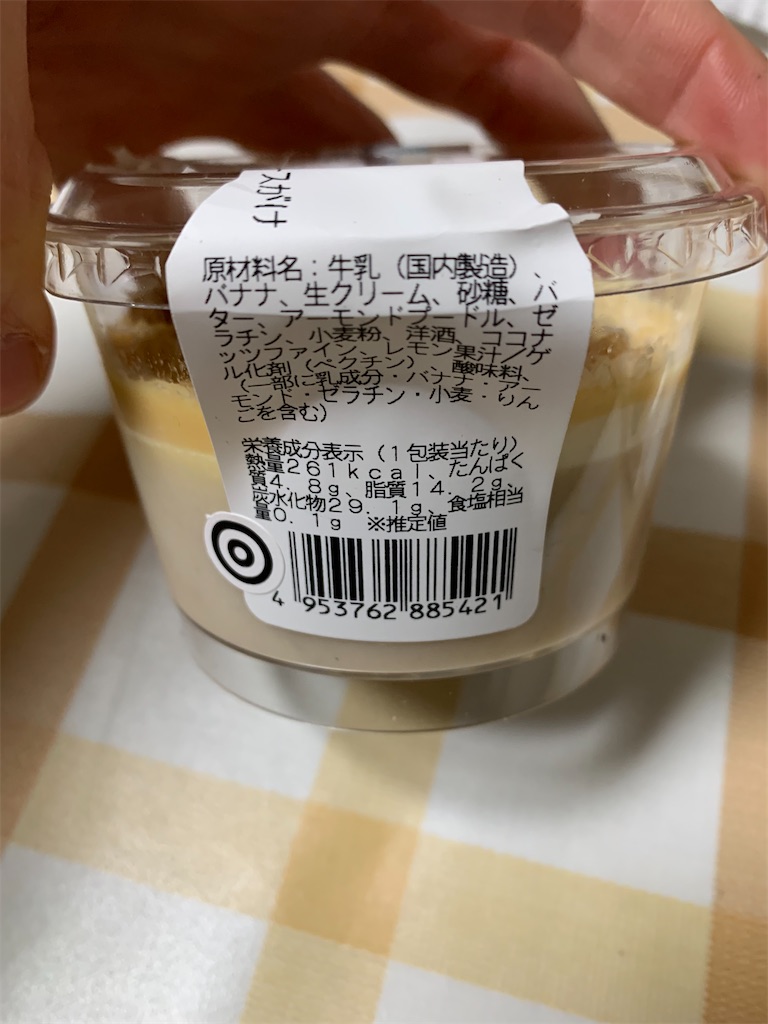 スがけ
原材料名：牛乳（国内製造）、
バナナ、生クリーム、砂糖、バ
ター、アーモンドプードル、ゼ
ラチン、小麦粉、洋酒、ココナ
ッツファイン、レモン果汁／ゲ
ル化剤（ペクチン）、酸味料、
（一部に乳成分・バナナ・アー
モンド・ゼラチン・小麦・りん
ごを含む）
栄養成分表示（1包装当たり）
熱量261kcal、たんぱく
質4.8g、脂質14.2g、
炭水化物29.1g、食塩相当
量0.1g ※推定値
4 953762 885421